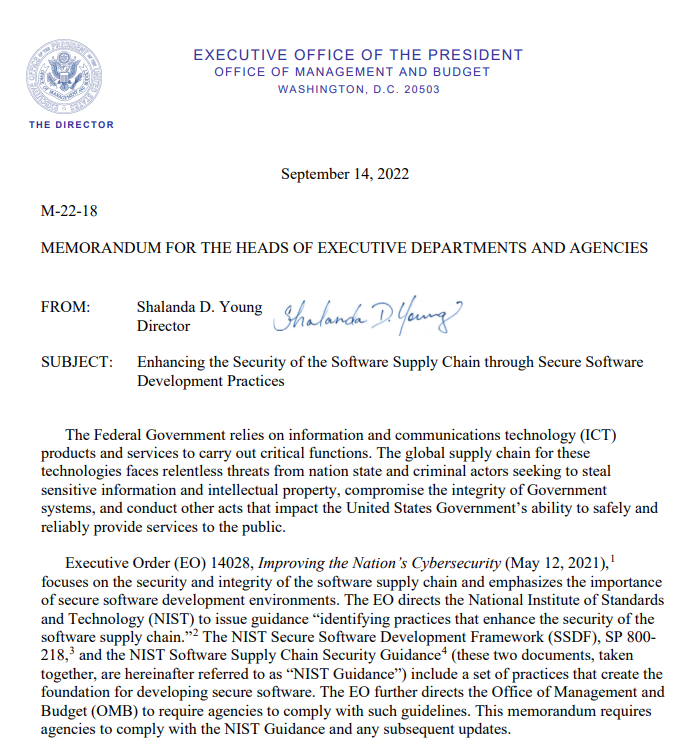 EXECUTIVE OFFICE OF THE PRESIDENT
OFFICE OF MANAGEMENT AND BUDGET
WASHINGTON, D.C. 20503
THE DIRECTOR
September 14, 2022
M-22-18
MEMORANDUM FOR THE HEADS OF EXECUTIVE DEPARTMENTS AND AGENCIES
FROM: Shalanda D. Young Shalanda D. Young
Director
SUBJECT: Enhancing the Security of the Software Supply Chain through Secure Software
Development Practices
The Federal Government relies on information and communications technology (ICT)
products and services to carry out critical functions. The global supply chain for these
technologies faces relentless threats from nation state and criminal actors seeking to steal
sensitive information and intellectual property, compromise the integrity of Government
systems, and conduct other acts that impact the United States Government’s ability to safely and
reliably provide services to the public.
Executive Order (EO) 14028, Improving the Nation’s Cybersecurity (May 12, 2021),¹
focuses on the security and integrity of the software supply chain and emphasizes the importance
of secure software development environments. The EO directs the National Institute of Standards
and Technology (NIST) to issue guidance “identifying practices that enhance the security of the
software supply chain.”² The NIST Secure Software Development Framework (SSDF), SP 800-
218,³ and the NIST Software Supply Chain Security Guidance⁴ (these two documents, taken
together, are hereinafter referred to as “NIST Guidance”) include a set of practices that create the
foundation for developing secure software. The EO further directs the Office of Management and
Budget (OMB) to require agencies to comply with such guidelines. This memorandum requires
agencies to comply with the NIST Guidance and any subsequent updates.